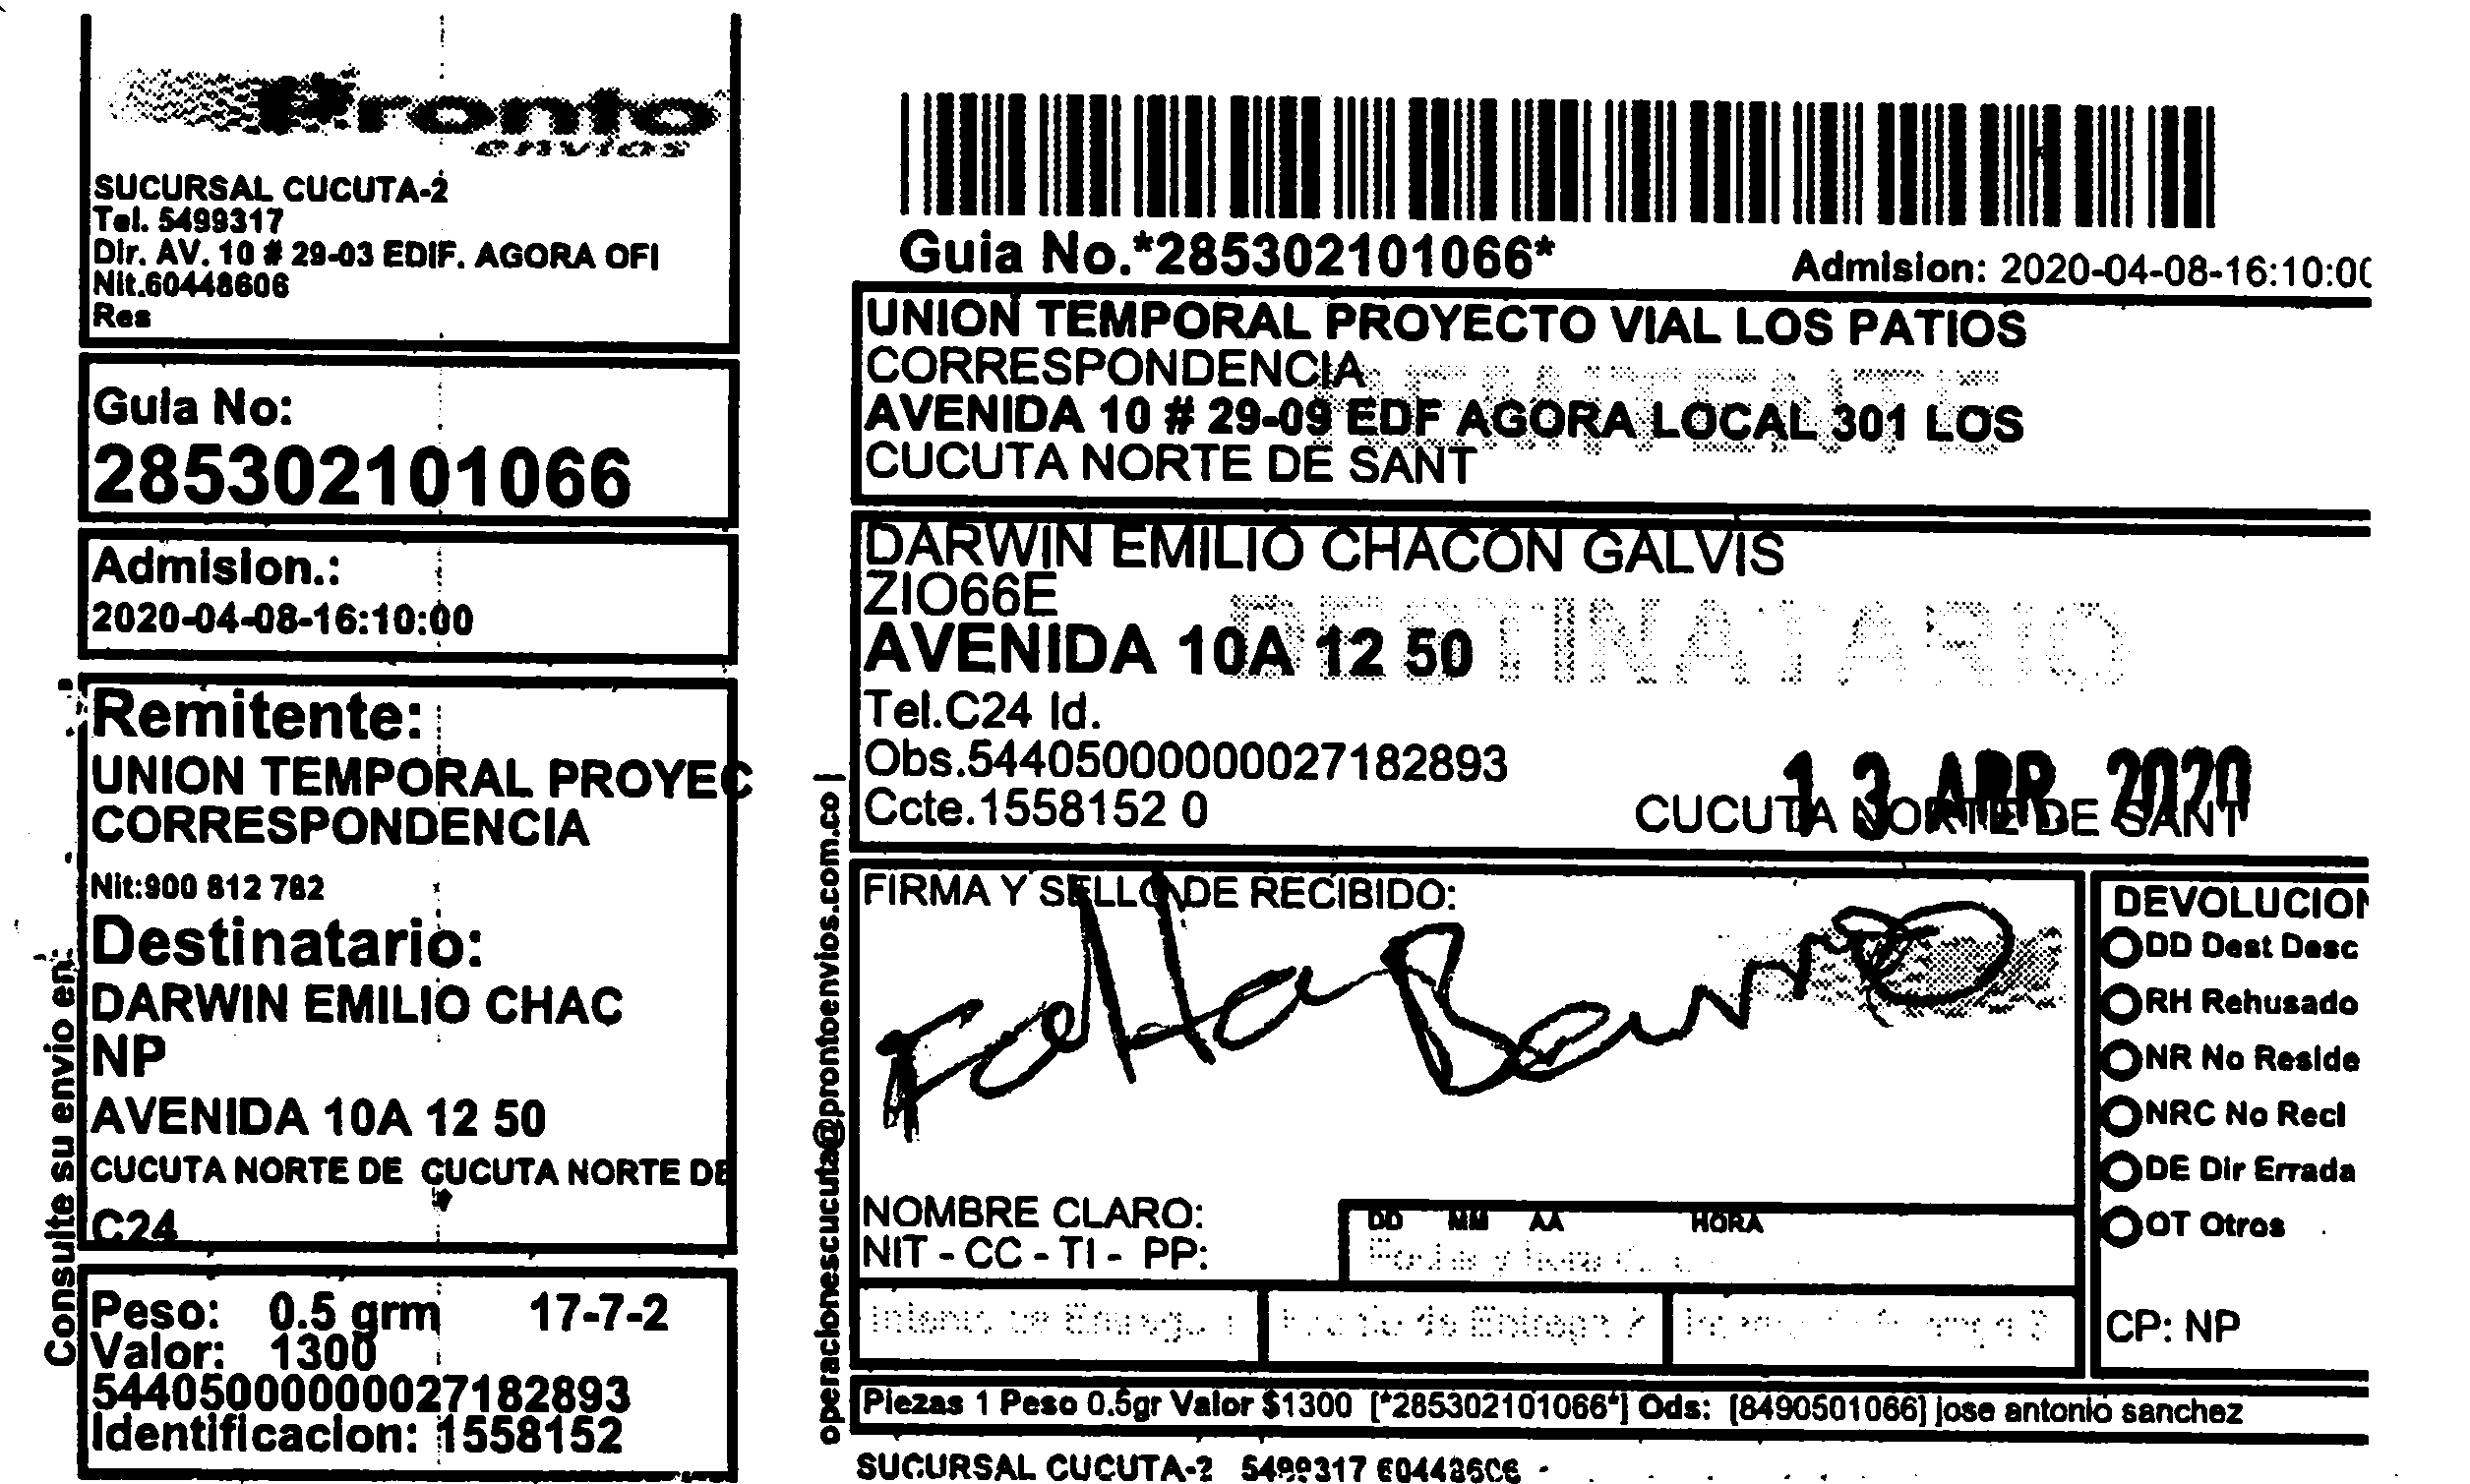 Pronto
envios
SUCURSAL CUCUTA-2
Tel. 5499317
Dir. AV. 10 # 29-03 EDIF. AGORA OFI
Nit.60448606
Res
Guia No:
285302101066
Admision.:
2020-04-08-16:10:00
Remitente:
UNION TEMPORAL PROYEC
CORRESPONDENCIA
Nit:900 812 782
Destinatario:
DARWIN EMILIO CHAC
NP
AVENIDA 10A 12 50
CUCUTA NORTE DE CUCUTA NORTE DE
C24
Peso: 0.5 grm 17-7-2
Valor: 1300
544050000000027182893
Identificacion: 1558152
Consulte su envio en:
operacionescucuta@prontoenvios.com.co |
Guia No.*285302101066*
Admision: 2020-04-08-16:10:00
UNION TEMPORAL PROYECTO VIAL LOS PATIOS
CORRESPONDENCIA
REMITENTE
AVENIDA 10 # 29-09 EDF AGORA LOCAL 301 LOS
CUCUTA NORTE DE SANT
DARWIN EMILIO CHACON GALVIS
ZIO66E
DESTINATARIO
AVENIDA 10A 12 50
Tel.C24 Id.
Obs.544050000000027182893
13 APR 2020
Ccte.1558152 0 CUCUTA NORTE DE SANT
FIRMA Y SELLO DE RECIBIDO:
NOMBRE CLARO:
NIT - CC - TI - PP:
DD MM AA HORA
DEVOLUCION
DD Dest Desc
RH Rehusado
NR No Reside
NRC No Reci
DE Dir Errada
OT Otros
CP: NP
Piezas 1 Peso 0.5gr Valor $1300 [*285302101066*] Ods: [8490501066] jose antonio sanchez
SUCURSAL CUCUTA-2 5499317 60448606